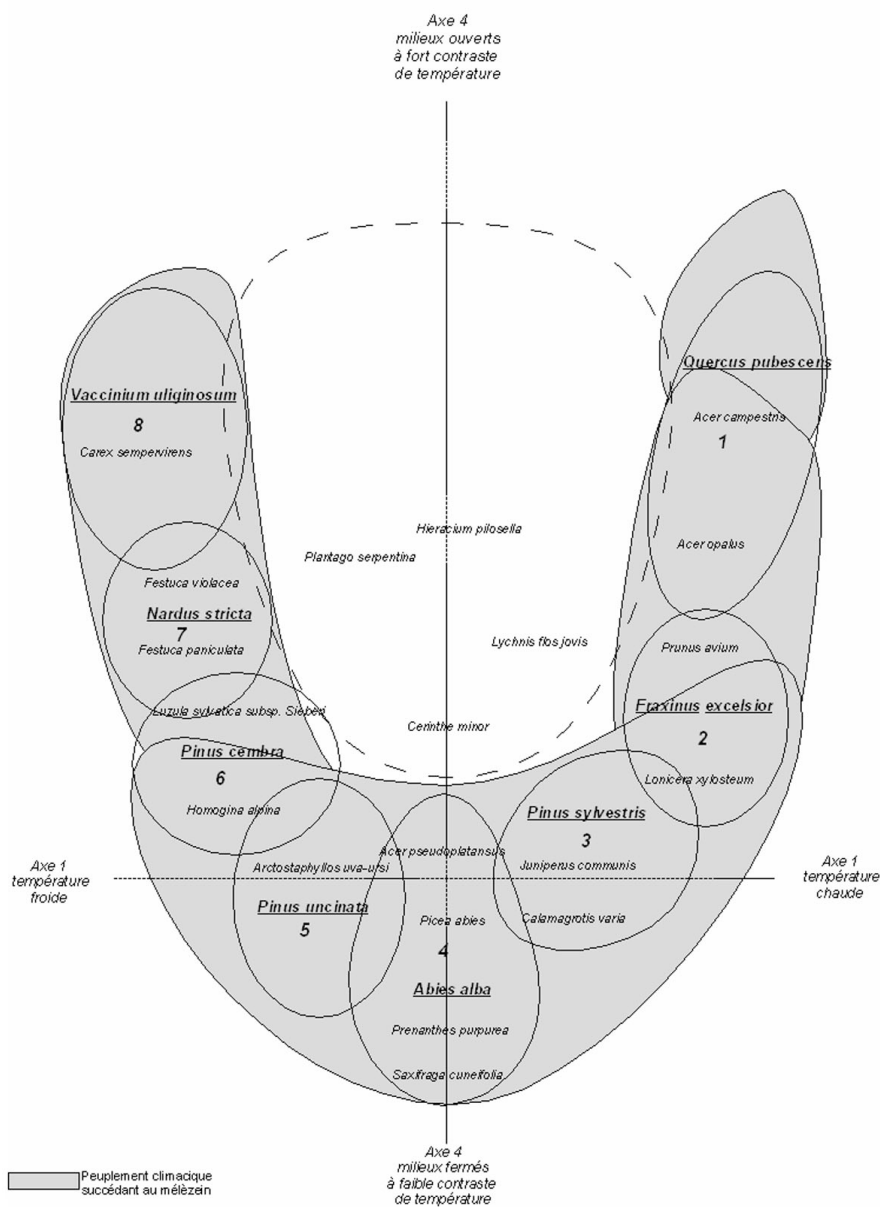 Axe 4
milieux ouverts
à fort contraste
de température
Quercus pubescens
Vaccinium uliginosum
8
Carex sempervirens
Acer campestris
1
Hieracium pilosella
Plantago serpentina
Acer opalus
Festuca violacea
Nardus stricta
7
Festuca paniculata
Lychnis flos jovis
Prunus avium
Luzula sylvatica subsp. Sieberi
Fraxinus excelsior
2
Cerinthe minor
Pinus cembra
6
Lonicera xylosteum
Homogina alpina
Pinus sylvestris
3
Acer pseudoplatansus
Arctostaphyllos uva-ursi
Juniperus communis
Axe 1
température
froide
Axe 1
température
chaude
Pinus uncinata
5
Picea abies
4
Calamagrotis varia
Abies alba
Prenanthes purpurea
Saxifraga cuneifolia
Axe 4
milieux fermés
à faible contraste
de température
Peuplement climacique
succédant au mélèzein